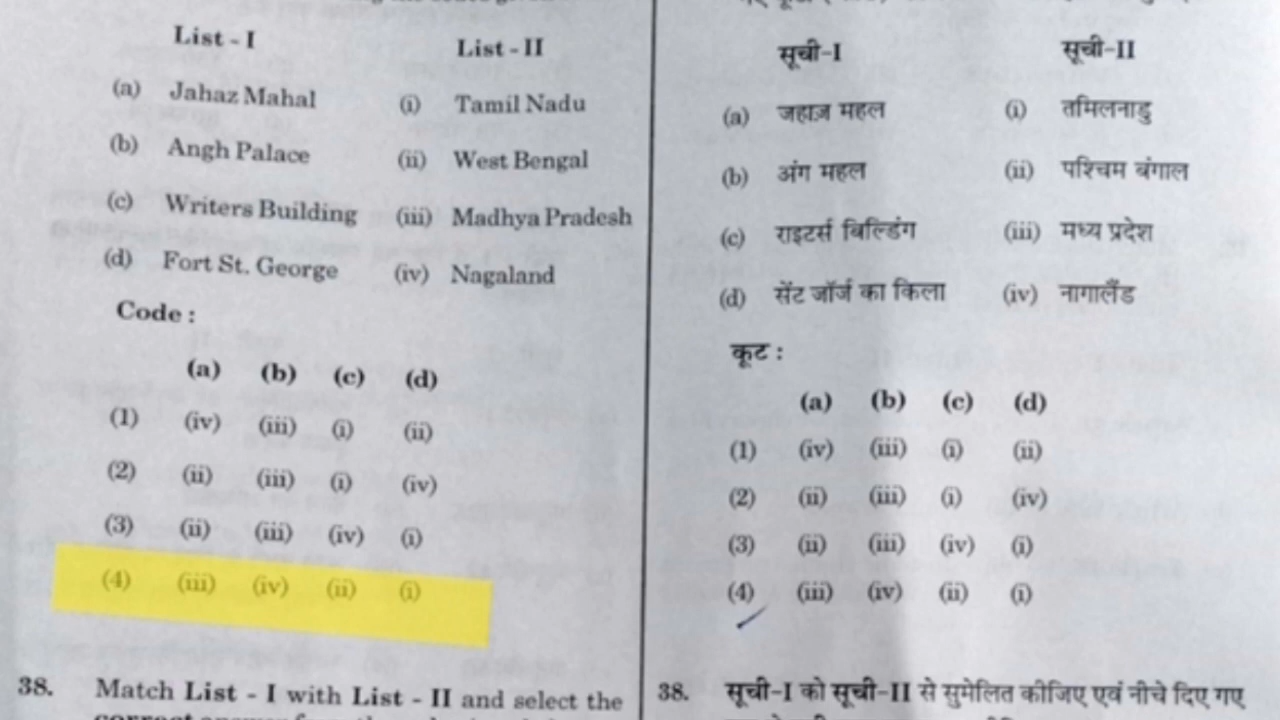 List - I List - II
(a) Jahaz Mahal (i) Tamil Nadu
(b) Angh Palace (ii) West Bengal
(c) Writers Building (iii) Madhya Pradesh
(d) Fort St. George (iv) Nagaland
Code :
(a) (b) (c) (d)
(1) (iv) (iii) (i) (ii)
(2) (ii) (iii) (i) (iv)
(3) (ii) (iii) (iv) (i)
(4) (iii) (iv) (ii) (i)
38. Match List - I with List - II and select the
सूची-I सूची-II
(a) जहाज़ महल (i) तमिलनाडु
(b) अंग महल (ii) पश्चिम बंगाल
(c) राइटर्स बिल्डिंग (iii) मध्य प्रदेश
(d) सेंट जॉर्ज का किला (iv) नागालैंड
कूट :
(a) (b) (c) (d)
(1) (iv) (iii) (i) (ii)
(2) (ii) (iii) (i) (iv)
(3) (ii) (iii) (iv) (i)
(4) (iii) (iv) (ii) (i)
38. सूची-I को सूची-II से सुमेलित कीजिए एवं नीचे दिए गए